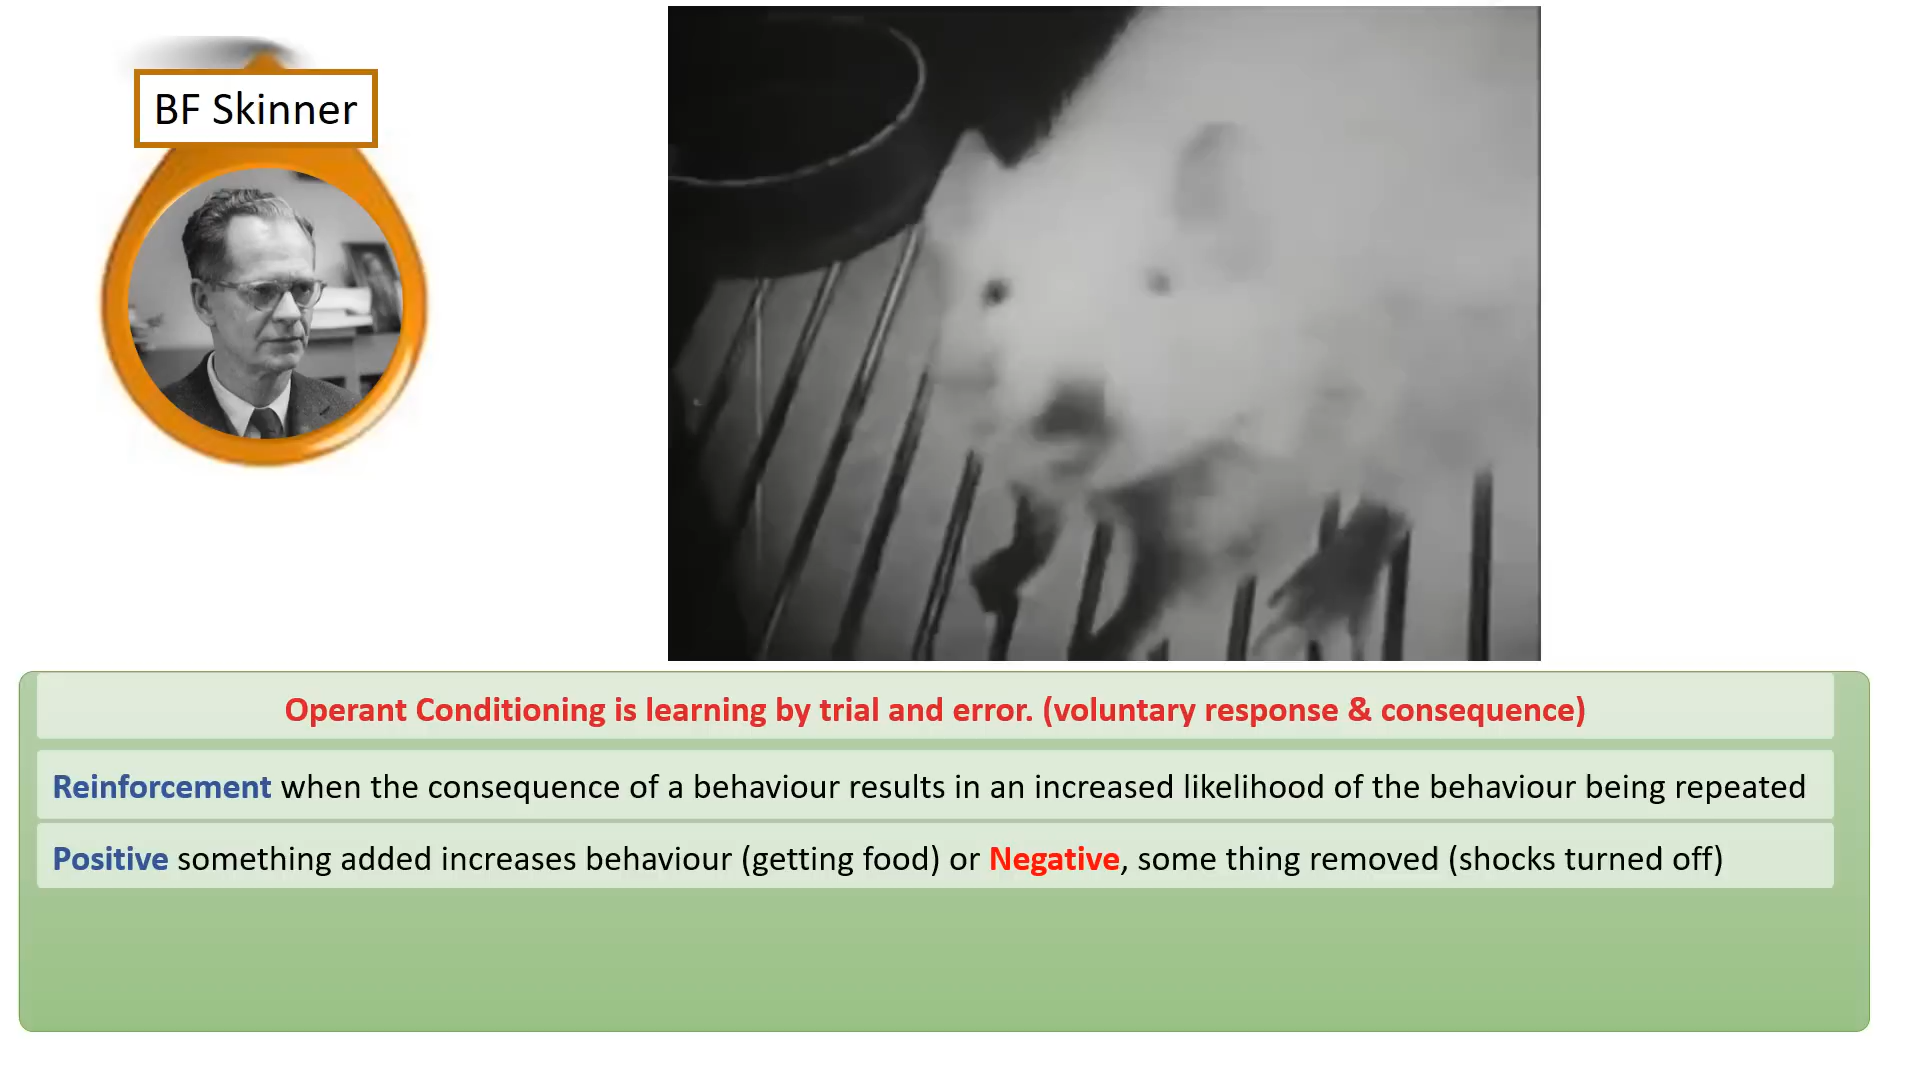 BF Skinner
Operant Conditioning is learning by trial and error. (voluntary response & consequence)
Reinforcement when the consequence of a behaviour results in an increased likelihood of the behaviour being repeated
Positive something added increases behaviour (getting food) or Negative, some thing removed (shocks turned off)